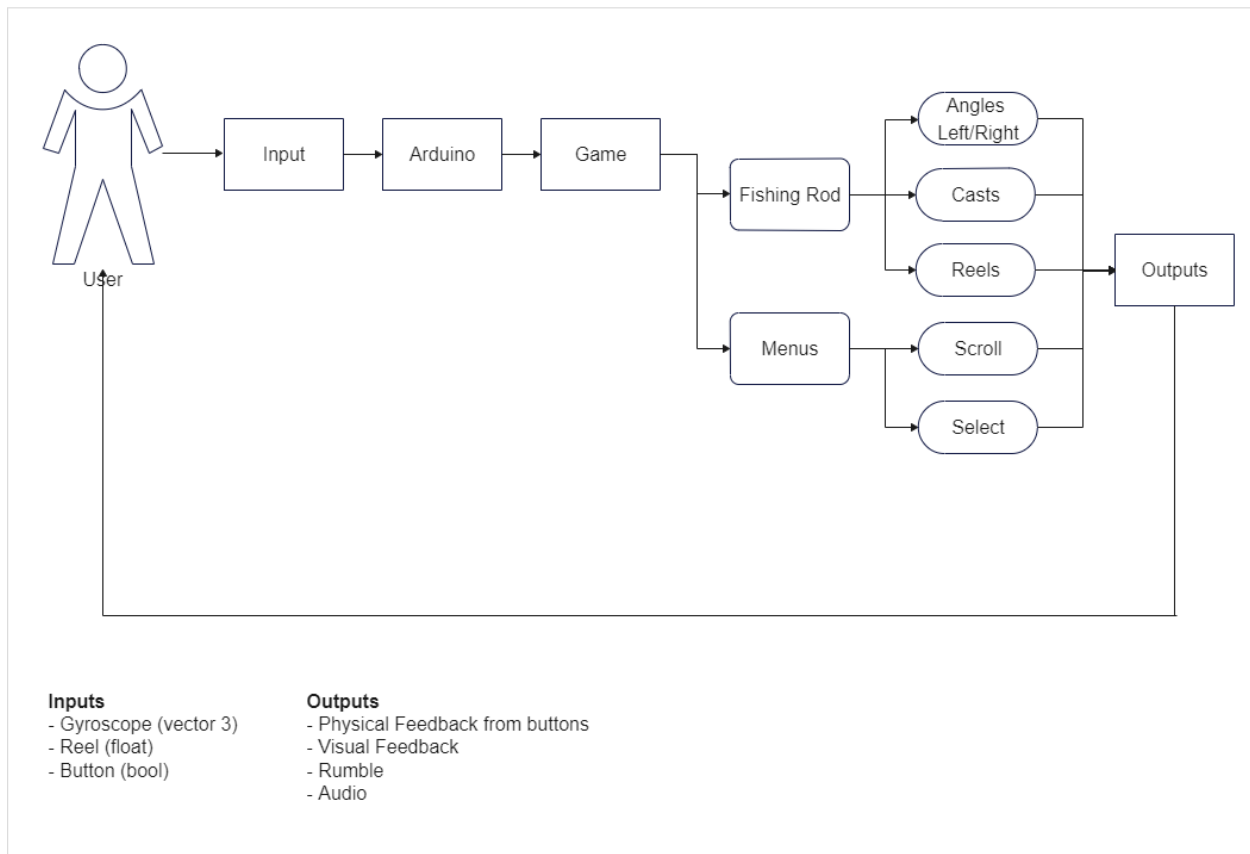 User
Input
Arduino
Game
Fishing Rod
Menus
Angles
Left/Right
Casts
Reels
Scroll
Select
Outputs
Inputs
- Gyroscope (vector 3)
- Reel (float)
- Button (bool)
Outputs
- Physical Feedback from buttons
- Visual Feedback
- Rumble
- Audio